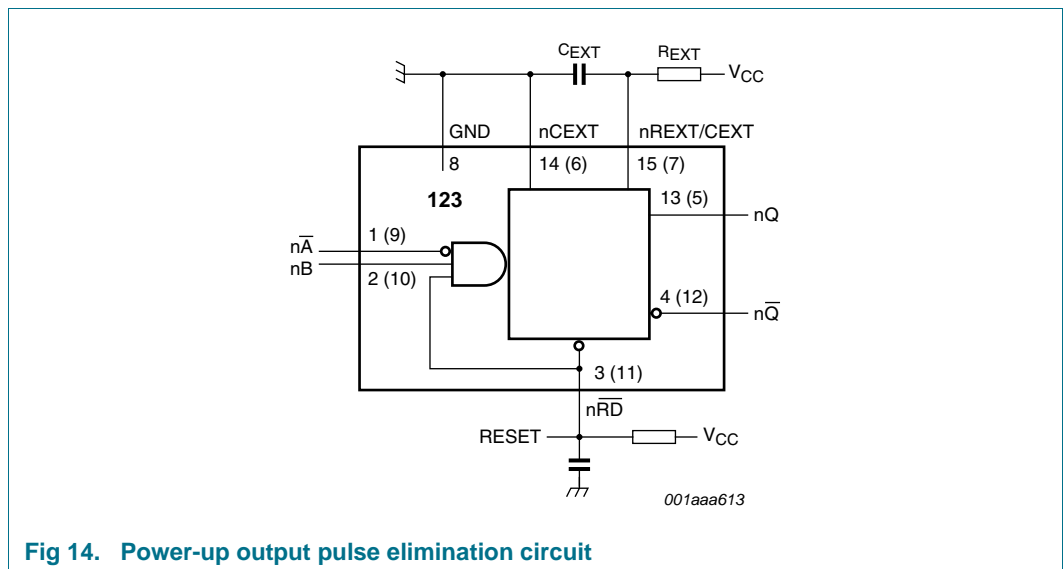 CEXT
REXT
VCC
GND
nCEXT
nREXT/CEXT
8
14 (6)
15 (7)
123
13 (5)
nQ
nA̅
1 (9)
nB
2 (10)
4 (12)
nQ̅
3 (11)
nR̅D̅
RESET
VCC
001aaa613
Fig 14. Power-up output pulse elimination circuit